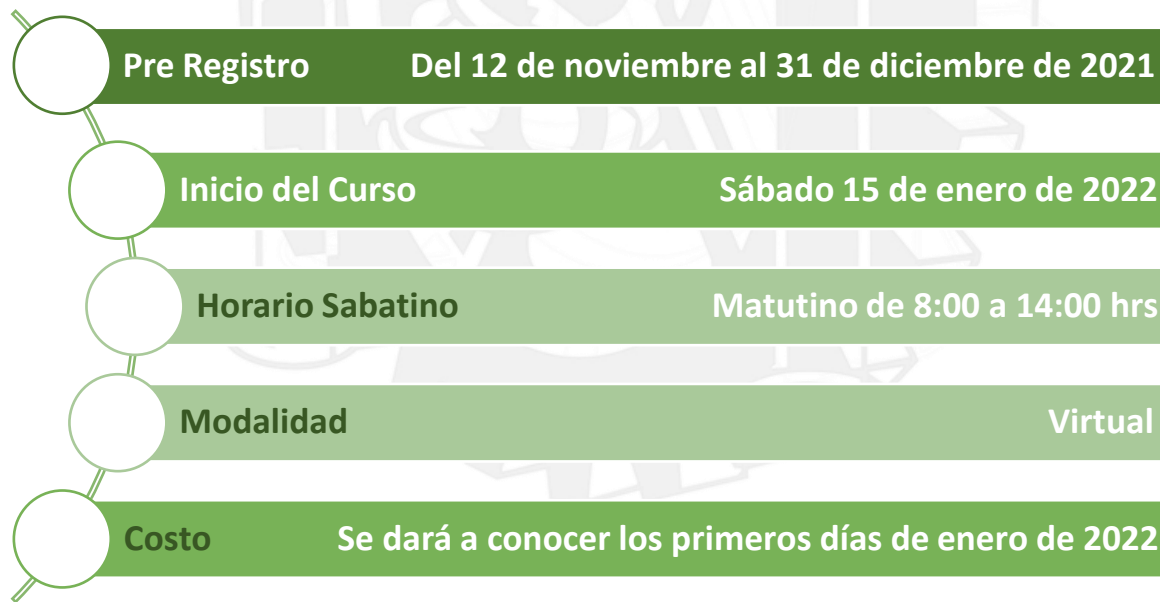 Pre Registro Del 12 de noviembre al 31 de diciembre de 2021
Inicio del Curso Sábado 15 de enero de 2022
Horario Sabatino Matutino de 8:00 a 14:00 hrs
Modalidad Virtual
Costo Se dará a conocer los primeros días de enero de 2022